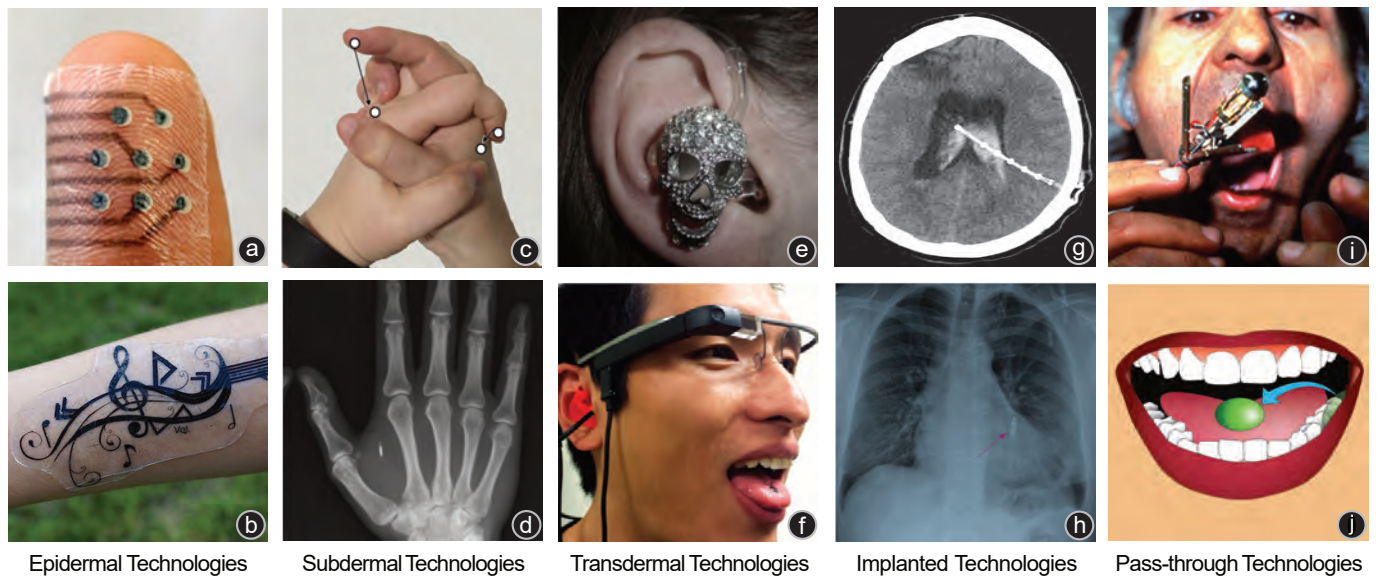 a
c
e
g
i
b
d
f
h
j
Epidermal Technologies
Subdermal Technologies
Transdermal Technologies
Implanted Technologies
Pass-through Technologies